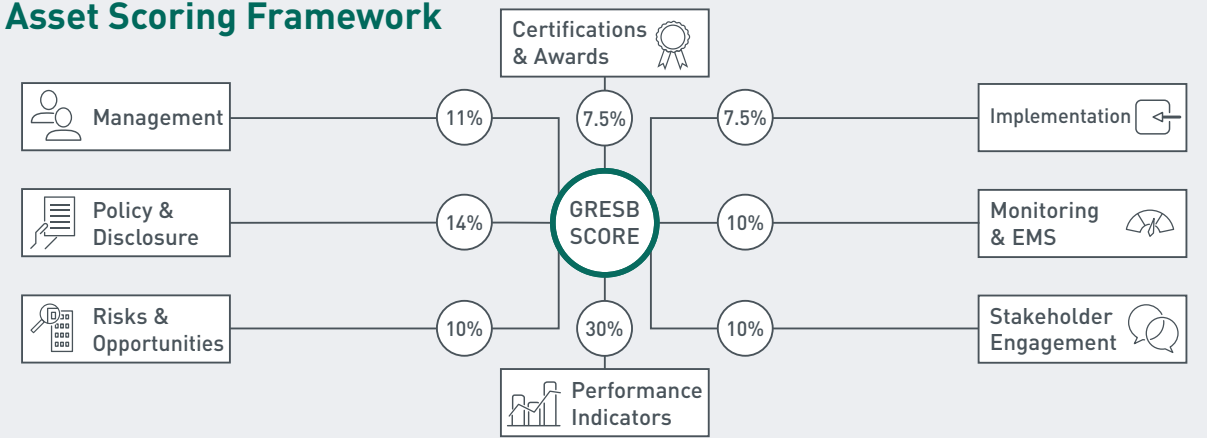 Asset Scoring Framework
Certifications
& Awards
Management
11%
7.5%
7.5%
Implementation
Policy &
Disclosure
14%
GRESB
SCORE
10%
Monitoring
& EMS
Risks &
Opportunities
10%
30%
10%
Stakeholder
Engagement
Performance
Indicators